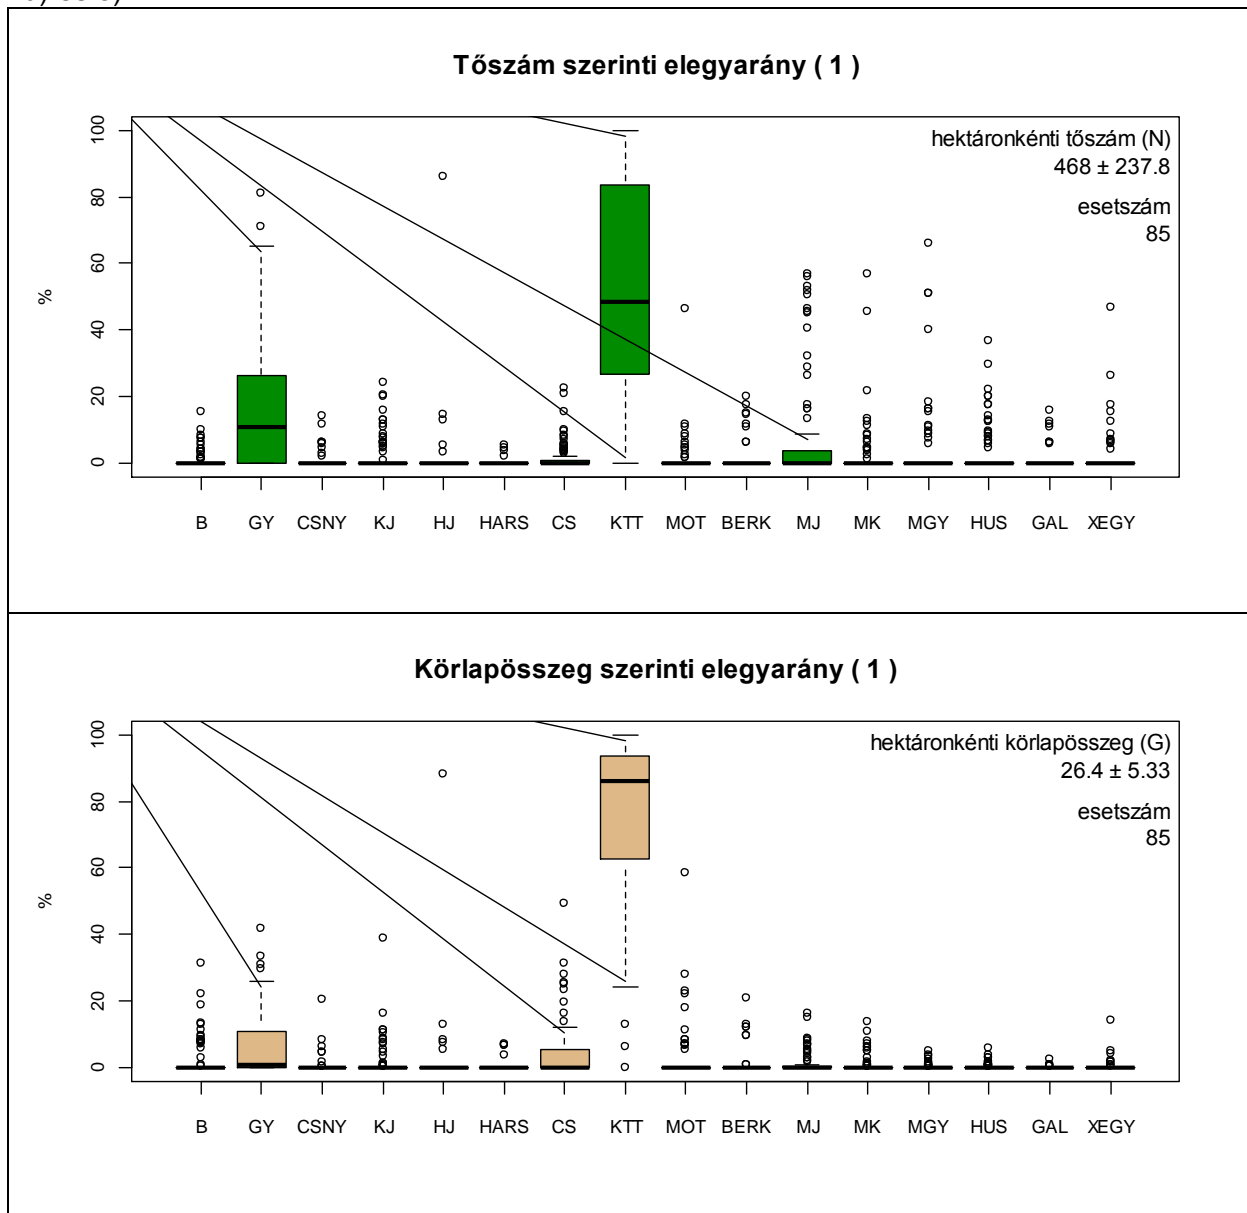 Tőszám szerinti elegyarány ( 1 )
hektáronkénti tőszám (N)
468 ± 237.8
esetszám
85
%
100
80
60
40
20
0
B GY CSNY KJ HJ HARS CS KTT MOT BERK MJ MK MGY HUS GAL XEGY
Körlapösszeg szerinti elegyarány ( 1 )
hektáronkénti körlapösszeg (G)
26.4 ± 5.33
esetszám
85
%
100
80
60
40
20
0
B GY CSNY KJ HJ HARS CS KTT MOT BERK MJ MK MGY HUS GAL XEGY